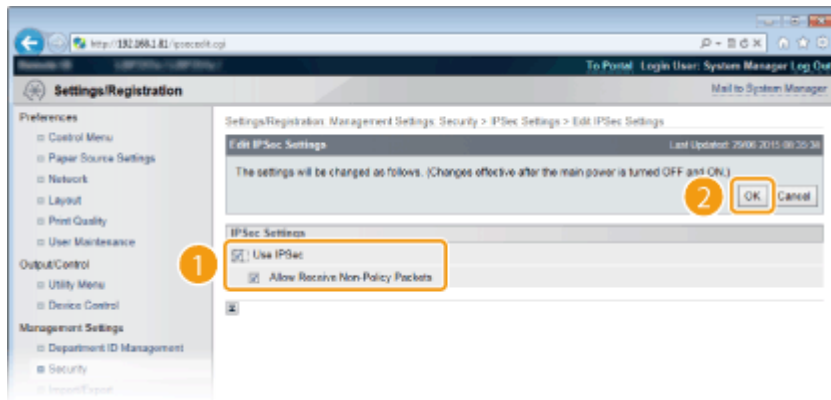 http://192.168.1.81/ipsecedit.cgi
To Portal Login User: System Manager Log Out
Settings/Registration
Mail to System Manager
Preferences
Control Menu
Paper Source Settings
Network
Layout
Print Quality
User Maintenance
Output/Control
Utility Menu
Device Control
Management Settings
Department ID Management
Security
Import/Export
Settings/Registration: Management Settings: Security > IPSec Settings > Edit IPSec Settings
Edit IPSec Settings
Last Updated: 29/06 2015 08:35:34
The settings will be changed as follows. (Changes effective after the main power is turned OFF and ON.)
2
OK Cancel
IPSec Settings
1
Use IPSec
Allow Receive Non-Policy Packets